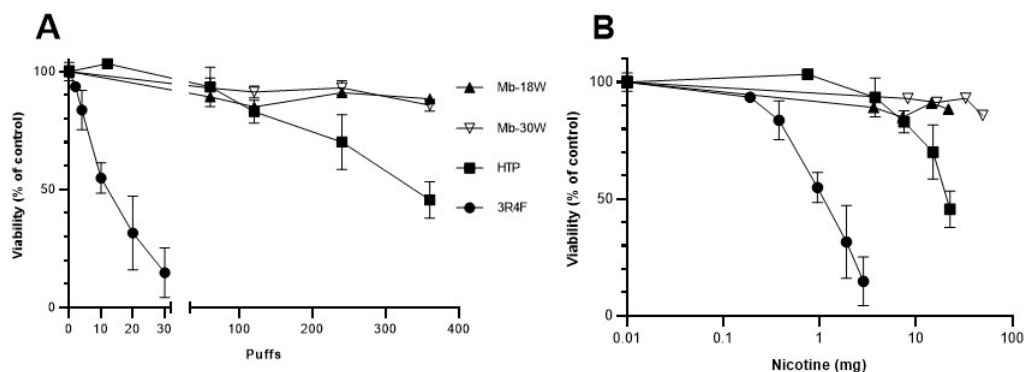 A
Viability (% of control)
100
50
0
0 10 20 30 100 200 300 400
Puffs
Mb-18W
Mb-30W
HTP
3R4F
B
Viability (% of control)
100
50
0
0.01 0.1 1 10 100
Nicotine (mg)